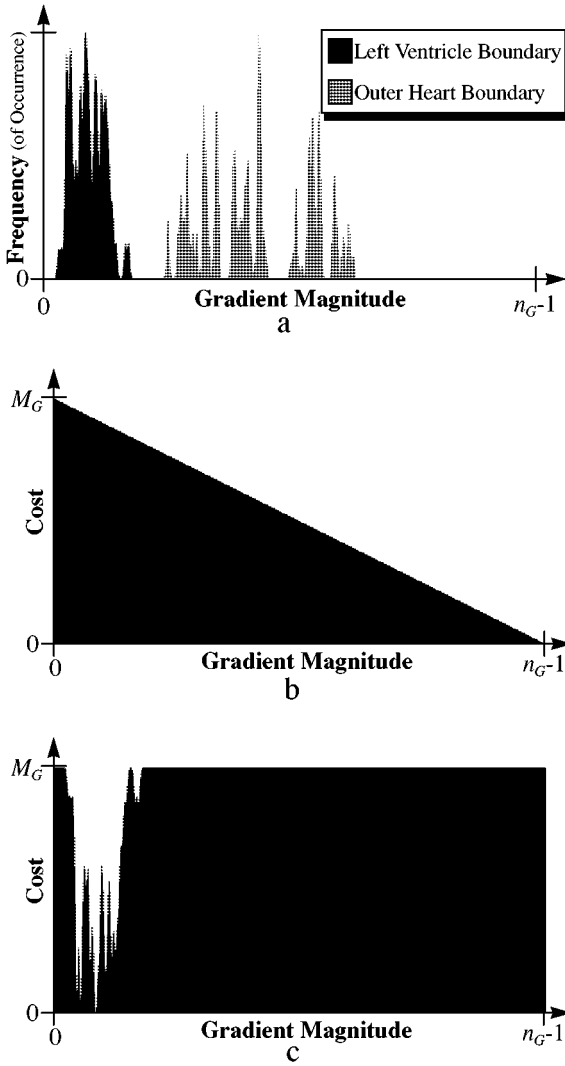 Left Ventricle Boundary
Outer Heart Boundary
Frequency (of Occurrence)
0
0
Gradient Magnitude
nG-1
a
MG
Cost
0
0
Gradient Magnitude
nG-1
b
MG
Cost
0
0
Gradient Magnitude
nG-1
c